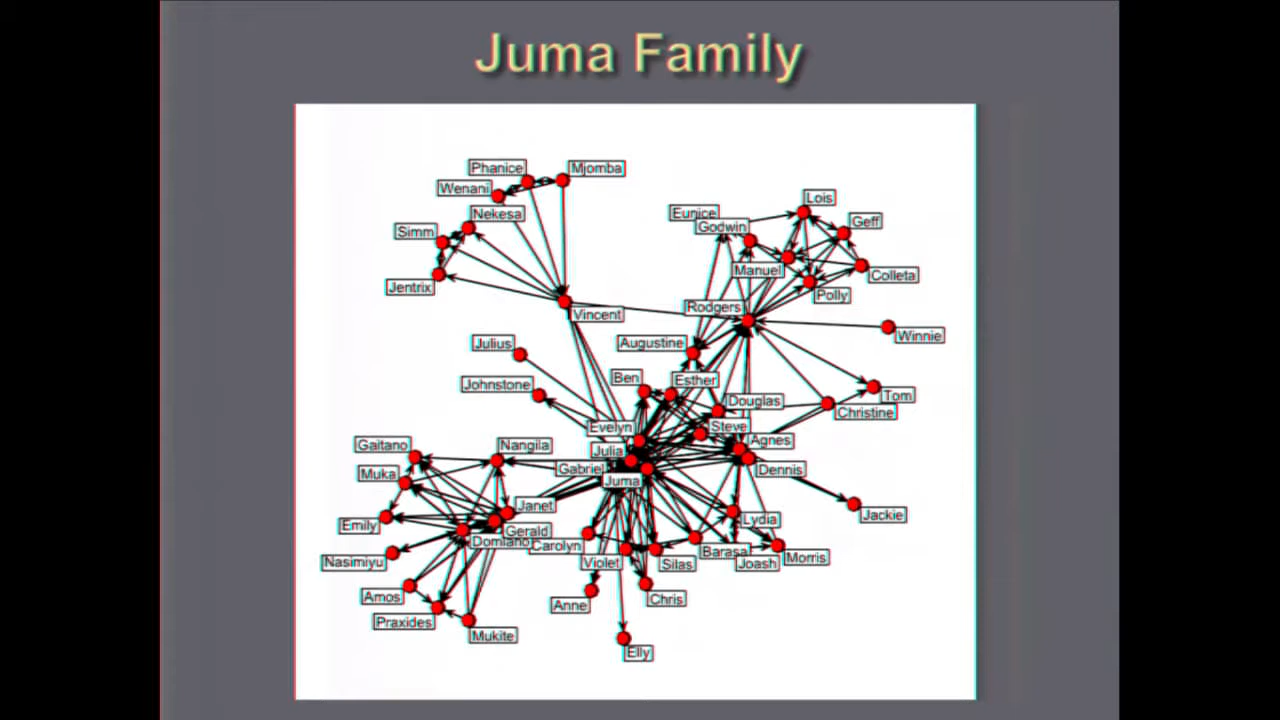 Juma Family
Phanice
Mjomba
Wenani
Nekesa
Simm
Jentrix
Vincent
Eunice
Godwin
Lois
Geff
Manuel
Colleta
Polly
Rodgers
Winnie
Augustine
Julius
Johnstone
Ben
Esther
Tom
Christine
Douglas
Evelyn
Steve
Agnes
Julia
Gabriel
Juma
Dennis
Gaitano
Nangila
Muka
Janet
Emily
Gerald
Domiano
Nasimiyu
Amos
Praxides
Mukite
Carolyn
Violet
Silas
Barasa
Joash
Lydia
Morris
Jackie
Anne
Chris
Elly